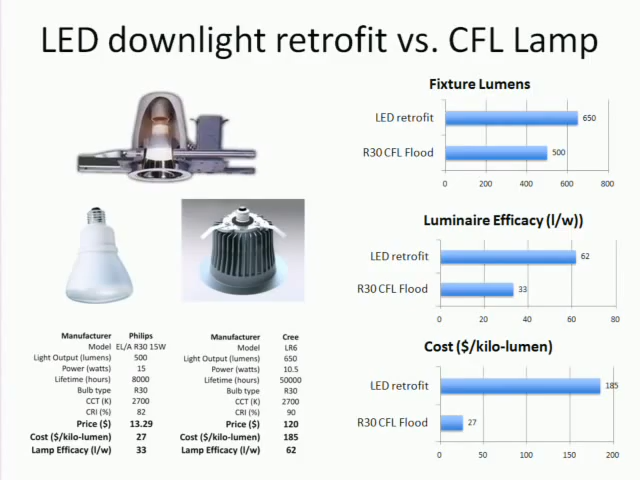 LED downlight retrofit vs. CFL Lamp
Fixture Lumens
LED retrofit
650
R30 CFL Flood
500
0 200 400 600 800
Luminaire Efficacy (l/w))
LED retrofit
62
R30 CFL Flood
33
0 20 40 60 80
Cost ($/kilo-lumen)
LED retrofit
185
R30 CFL Flood
27
0 50 100 150 200
Manufacturer Philips
Model EL/A R30 15W
Light Output (lumens) 500
Power (watts) 15
Lifetime (hours) 8000
Bulb type R30
CCT (K) 2700
CRI (%) 82
Price ($) 13.29
Cost ($/kilo-lumen) 27
Lamp Efficacy (l/w) 33
Manufacturer Cree
Model LR6
Light Output (lumens) 650
Power (watts) 10.5
Lifetime (hours) 50000
Bulb type R30
CCT (K) 2700
CRI (%) 90
Price ($) 120
Cost ($/kilo-lumen) 185
Lamp Efficacy (l/w) 62